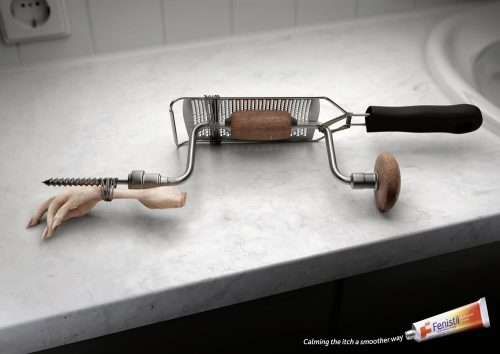 Calming the itch a smoother way
Fenistil